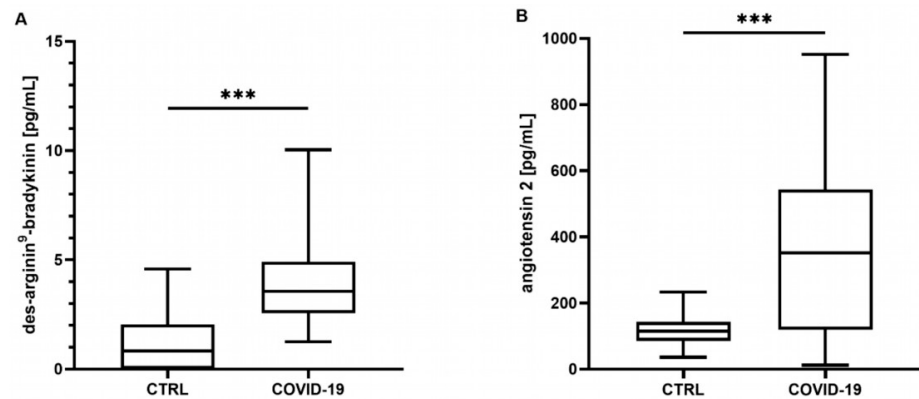 A
des-arginin⁹-bradykinin [pg/mL]
15
10
5
0
***
CTRL
COVID-19
B
angiotensin 2 [pg/mL]
1000
800
600
400
200
0
***
CTRL
COVID-19